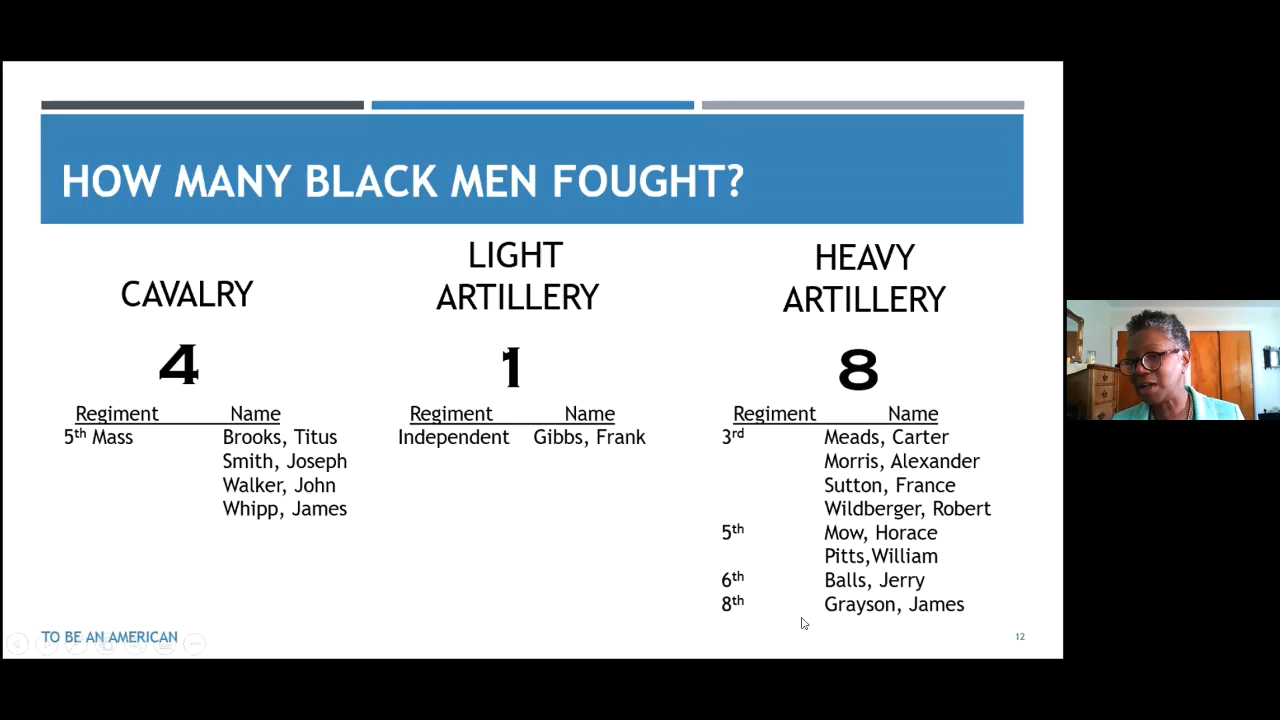 HOW MANY BLACK MEN FOUGHT?
CAVALRY
4
Regiment Name
5th Mass Brooks, Titus
Smith, Joseph
Walker, John
Whipp, James
LIGHT
ARTILLERY
1
Regiment Name
Independent Gibbs, Frank
HEAVY
ARTILLERY
8
Regiment Name
3rd Meads, Carter
Morris, Alexander
Sutton, France
Wildberger, Robert
5th Mow, Horace
Pitts,William
6th Balls, Jerry
8th Grayson, James
TO BE AN AMERICAN
12